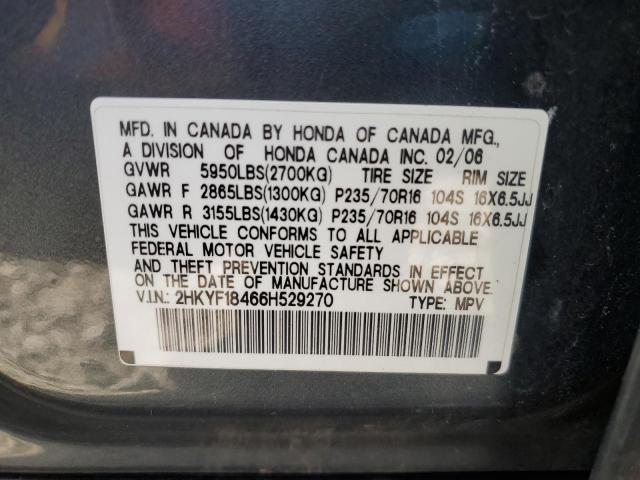 MFD. IN CANADA BY HONDA OF CANADA MFG.,
A DIVISION OF HONDA CANADA INC. 02/06
GVWR 5950LBS(2700KG) TIRE SIZE RIM SIZE
GAWR F 2865LBS(1300KG) P235/70R16 104S 16X6.5JJ
GAWR R 3155LBS(1430KG) P235/70R16 104S 16X6.5JJ
THIS VEHICLE CONFORMS TO ALL APPLICABLE
FEDERAL MOTOR VEHICLE SAFETY
AND THEFT PREVENTION STANDARDS IN EFFECT
ON THE DATE OF MANUFACTURE SHOWN ABOVE.
V.I.N.: 2HKYF18466H529270 TYPE: MPV